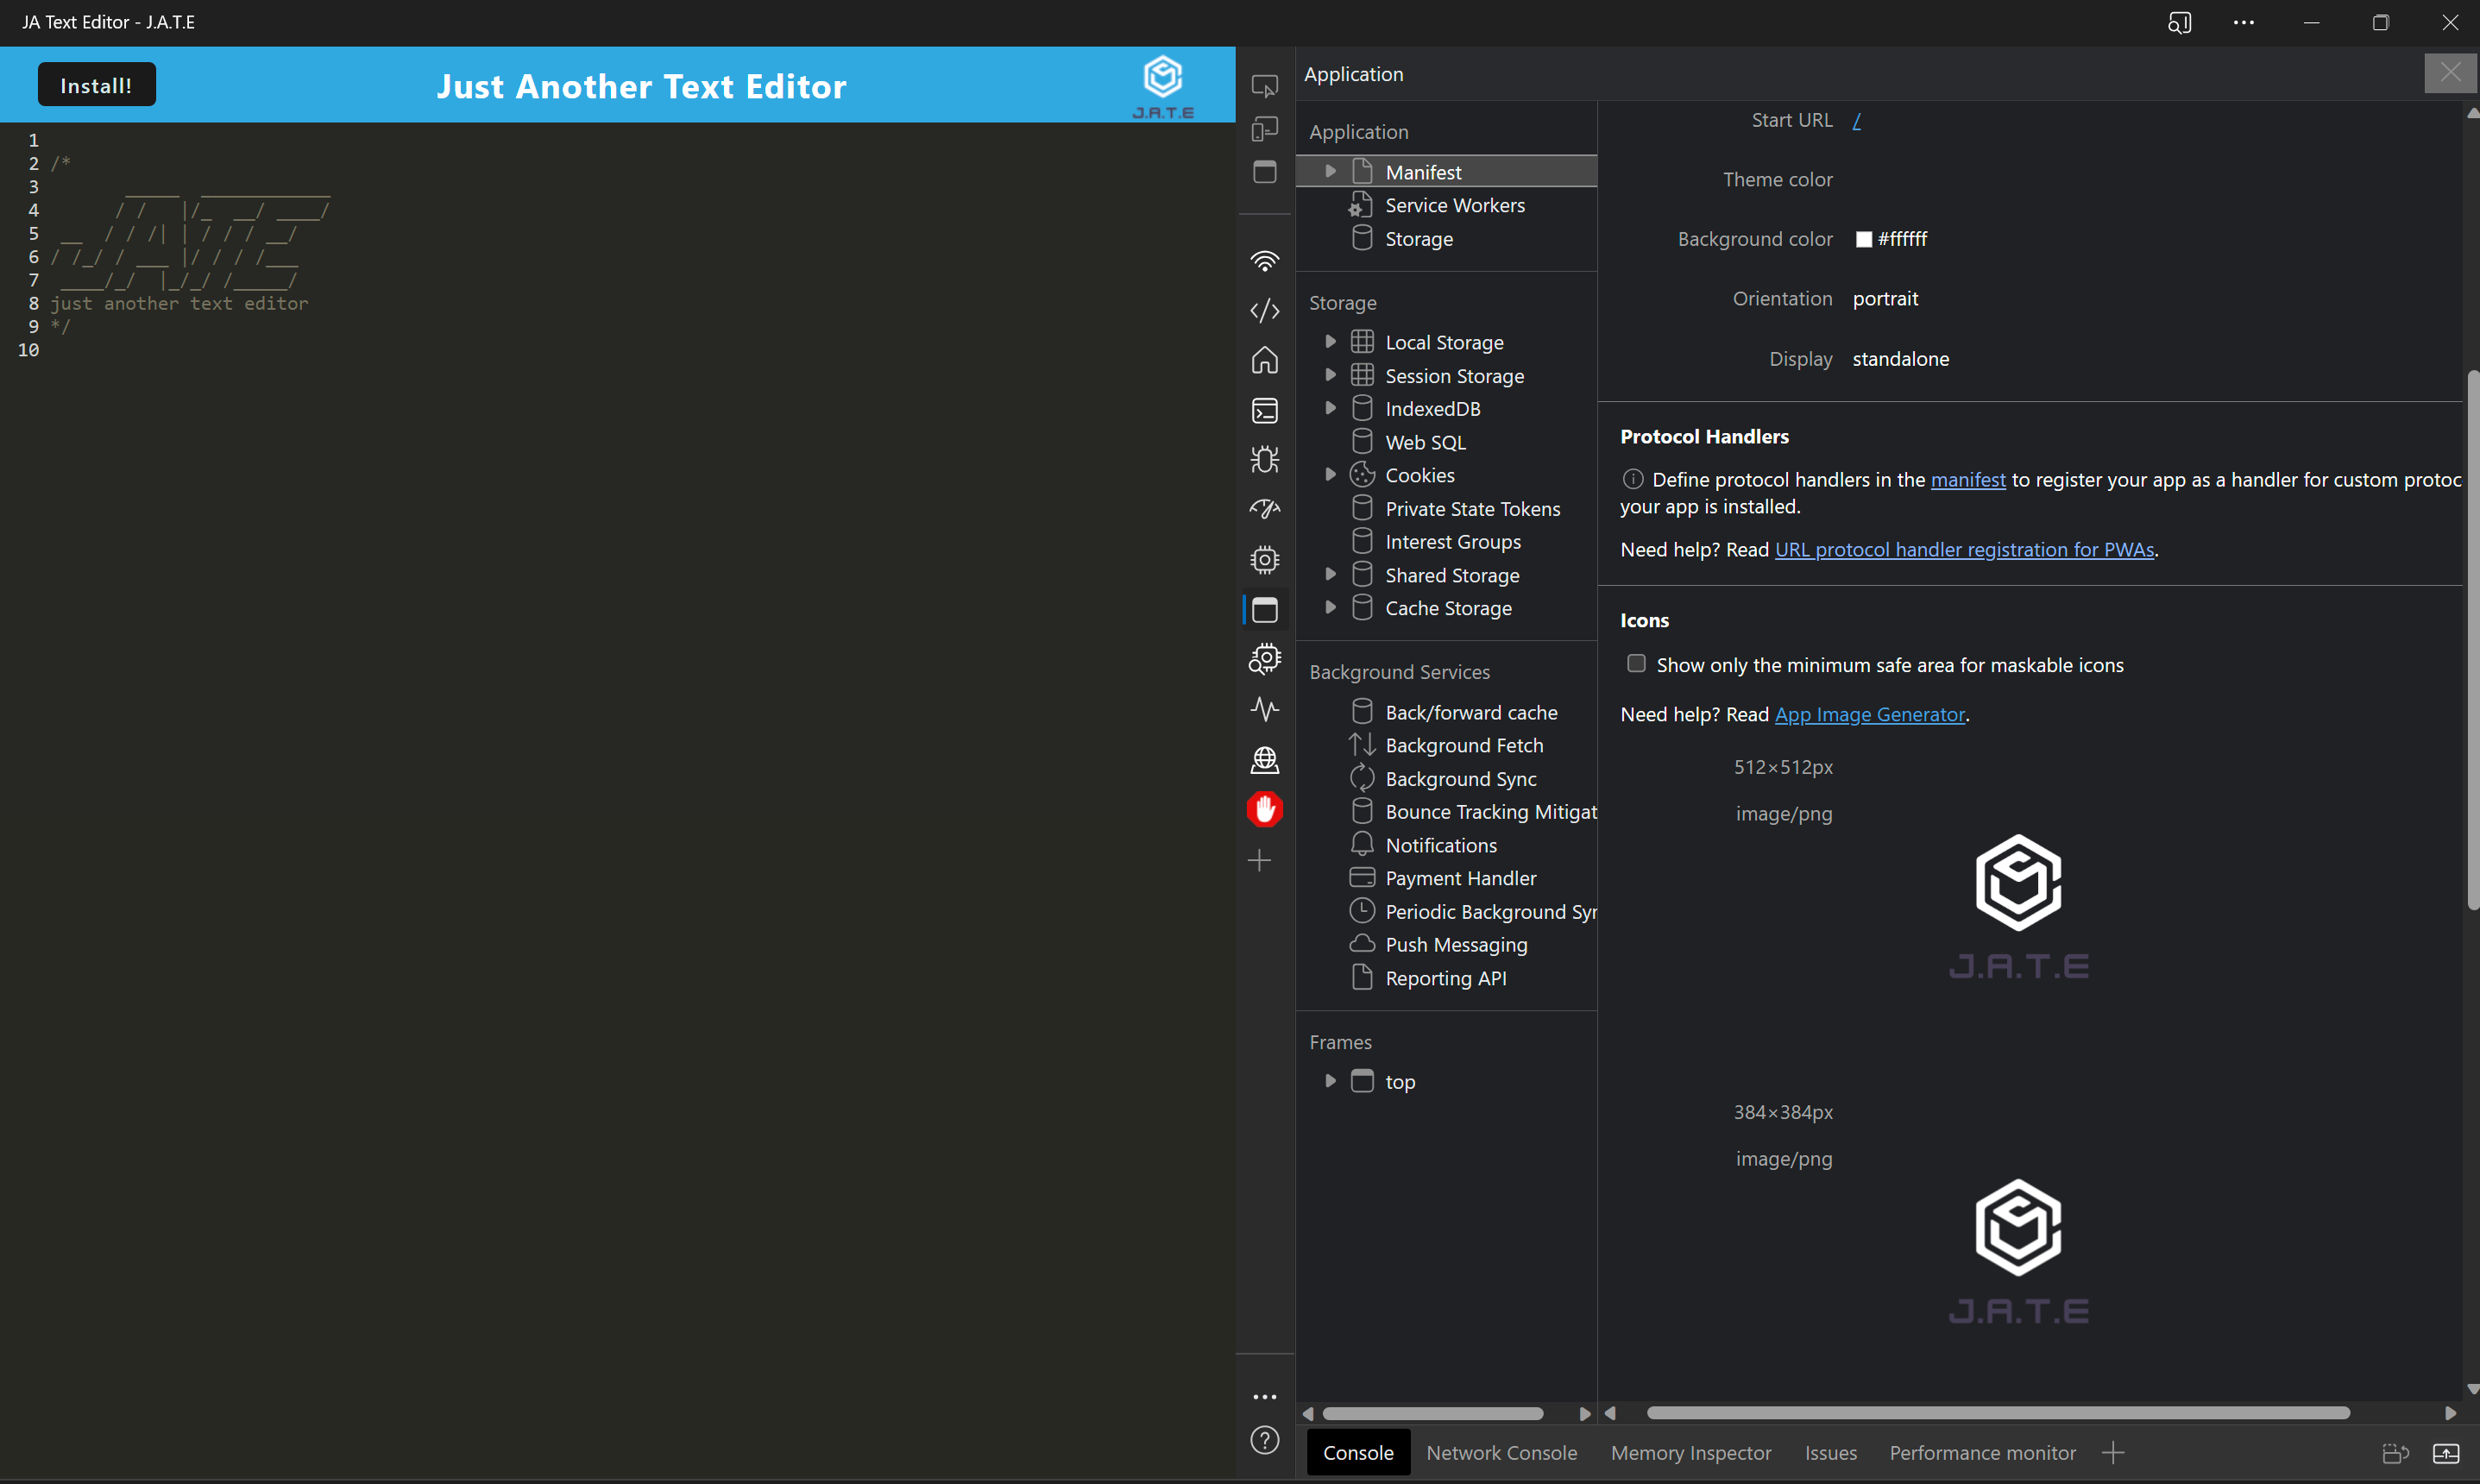 JA Text Editor - J.A.T.E
Install!
Just Another Text Editor
J.A.T.E
1
2 /*
3
4
5
6
7
8 just another text editor
9 */
10
Application
Application
Manifest
Service Workers
Storage
Storage
Local Storage
Session Storage
IndexedDB
Web SQL
Cookies
Private State Tokens
Interest Groups
Shared Storage
Cache Storage
Background Services
Back/forward cache
Background Fetch
Background Sync
Bounce Tracking Mitigat
Notifications
Payment Handler
Periodic Background Syn
Push Messaging
Reporting API
Frames
top
Start URL /
Theme color
Background color #ffffff
Orientation portrait
Display standalone
Protocol Handlers
Define protocol handlers in the manifest to register your app as a handler for custom protoc
your app is installed.
Need help? Read URL protocol handler registration for PWAs.
Icons
Show only the minimum safe area for maskable icons
Need help? Read App Image Generator.
512×512px
image/png
J.A.T.E
384×384px
image/png
J.A.T.E
Console Network Console Memory Inspector Issues Performance monitor